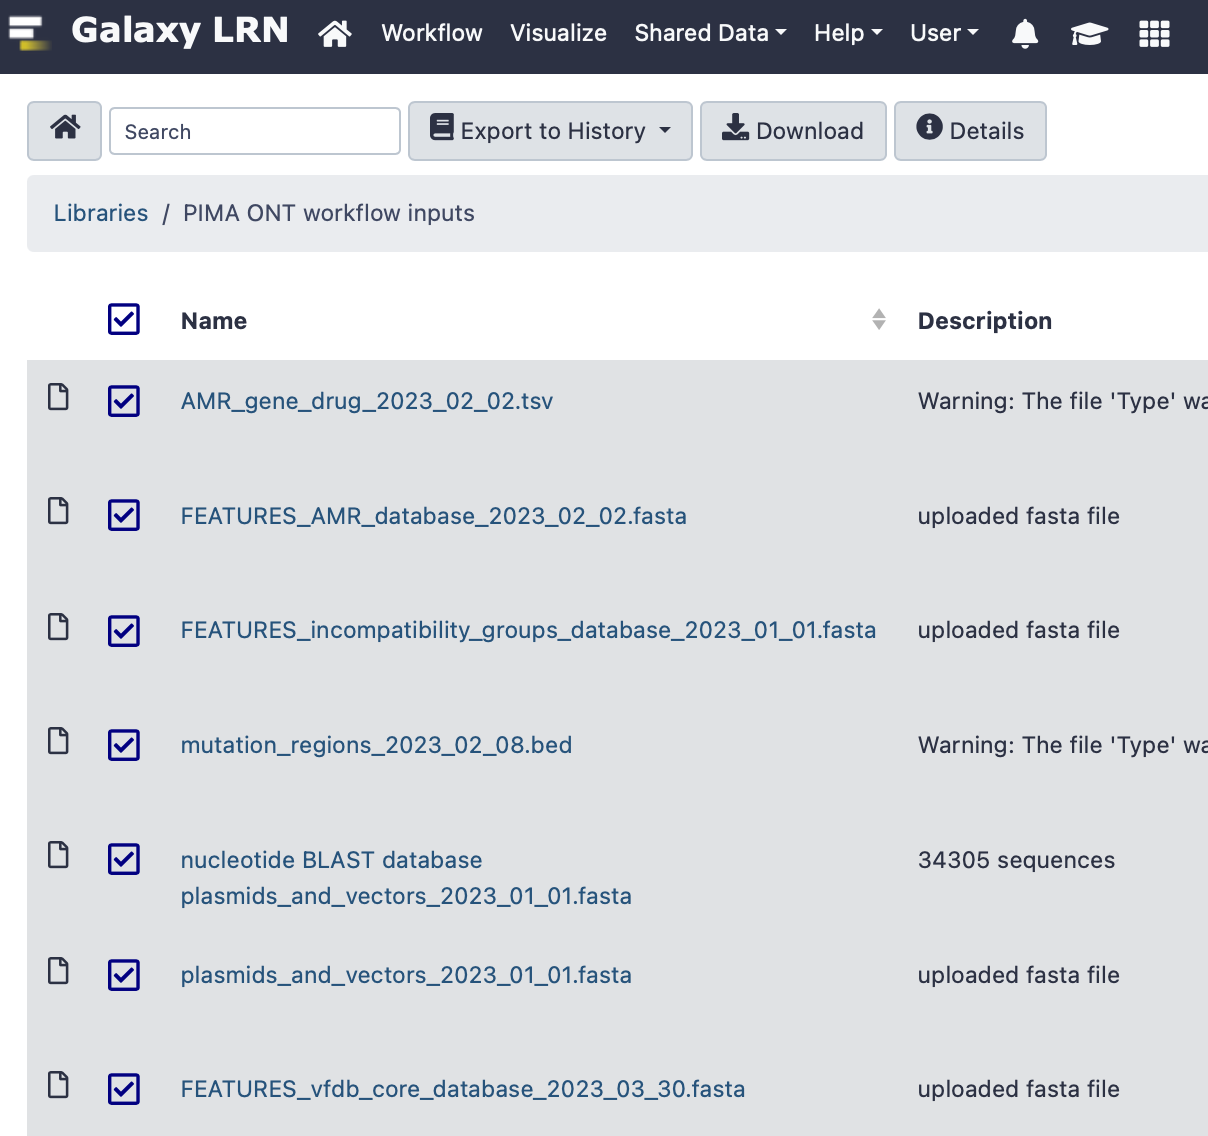 Galaxy LRN Workflow Visualize Shared Data Help User
Search Export to History Download Details
Libraries / PIMA ONT workflow inputs
Name Description
AMR_gene_drug_2023_02_02.tsv Warning: The file 'Type' wa
FEATURES_AMR_database_2023_02_02.fasta uploaded fasta file
FEATURES_incompatibility_groups_database_2023_01_01.fasta uploaded fasta file
mutation_regions_2023_02_08.bed Warning: The file 'Type' wa
nucleotide BLAST database 34305 sequences
plasmids_and_vectors_2023_01_01.fasta
plasmids_and_vectors_2023_01_01.fasta uploaded fasta file
FEATURES_vfdb_core_database_2023_03_30.fasta uploaded fasta file